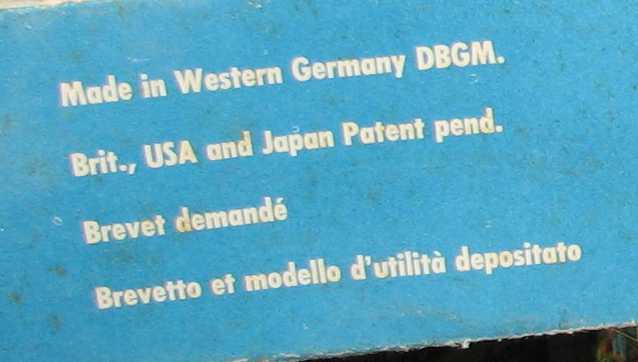 Made in Western Germany DBGM.
Brit., USA and Japan Patent pend.
Brevet demandé
Brevetto et modello d'utilità depositato